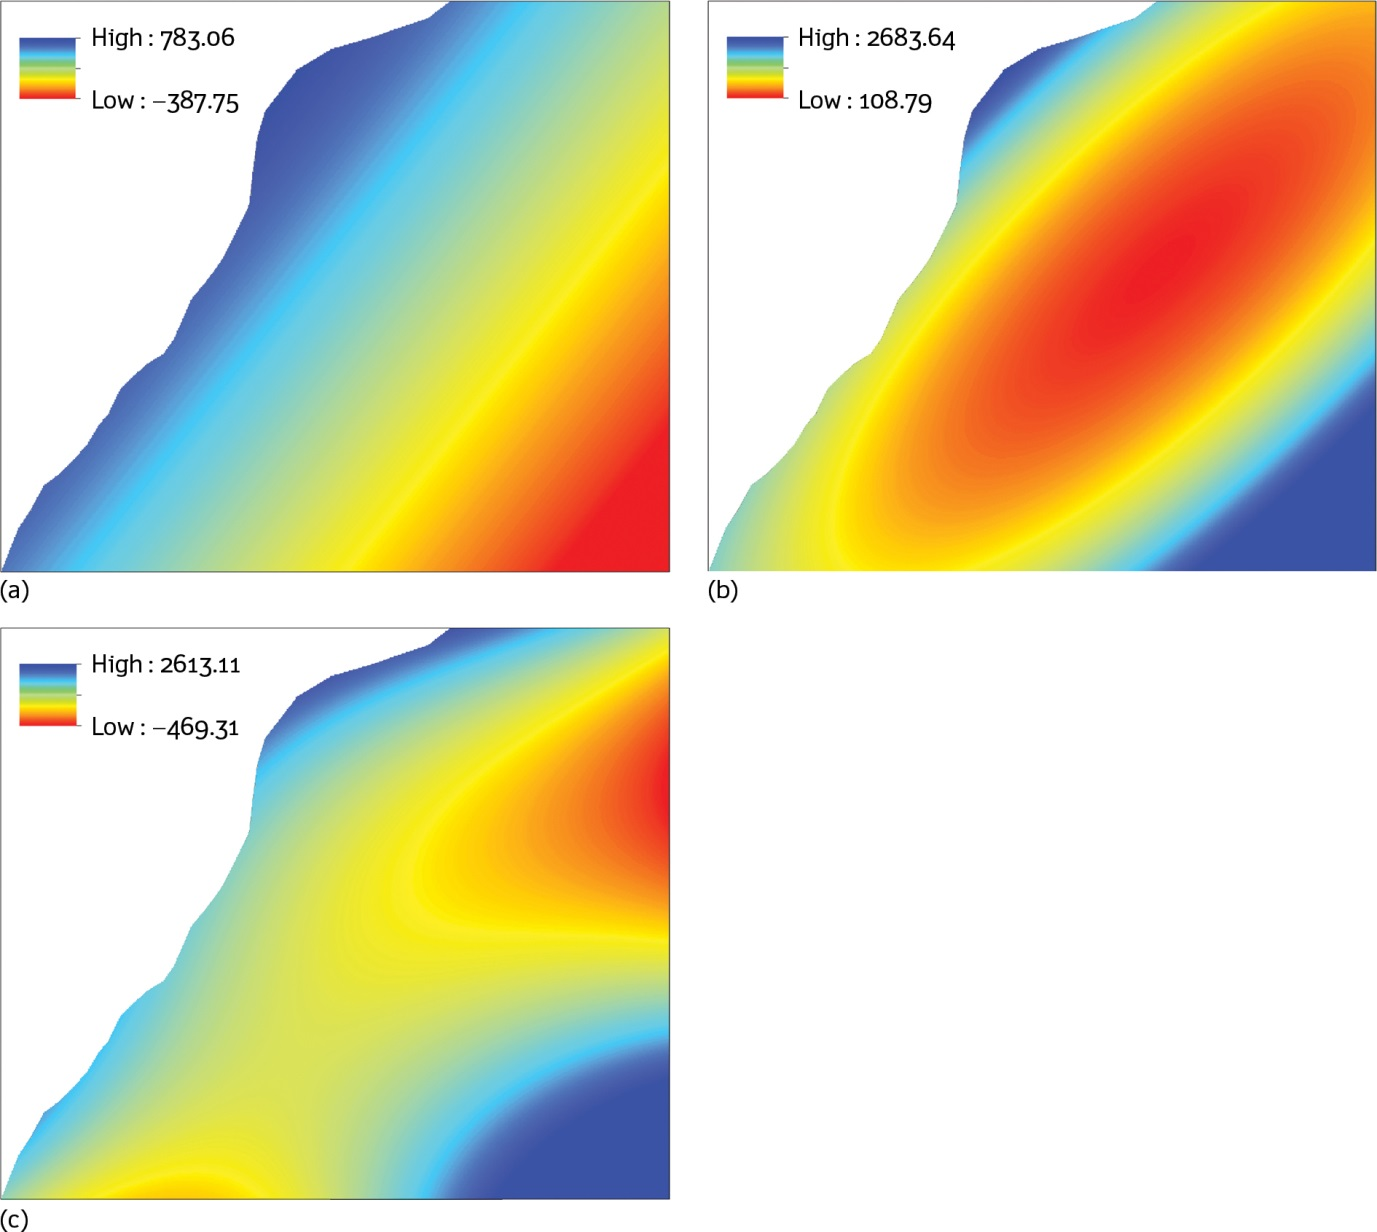 High : 783.06
Low : −387.75
(a)
High : 2683.64
Low : 108.79
(b)
High : 2613.11
Low : −469.31
(c)